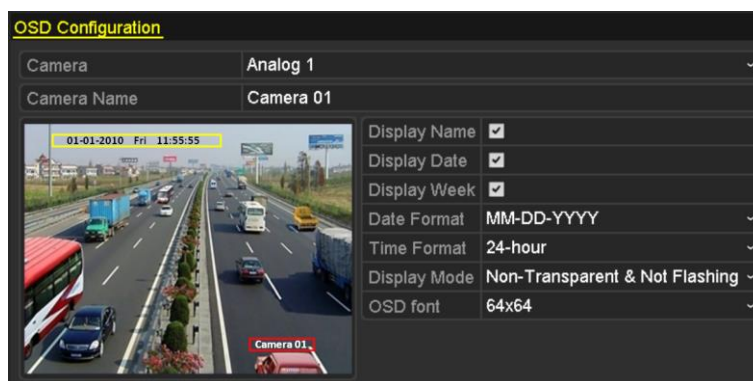 OSD Configuration
Camera Analog 1
Camera Name Camera 01
01-01-2010 Fri 11:55:55
Display Name
Display Date
Display Week
Date Format MM-DD-YYYY
Time Format 24-hour
Display Mode Non-Transparent & Not Flashing
OSD font 64x64
Camera 01